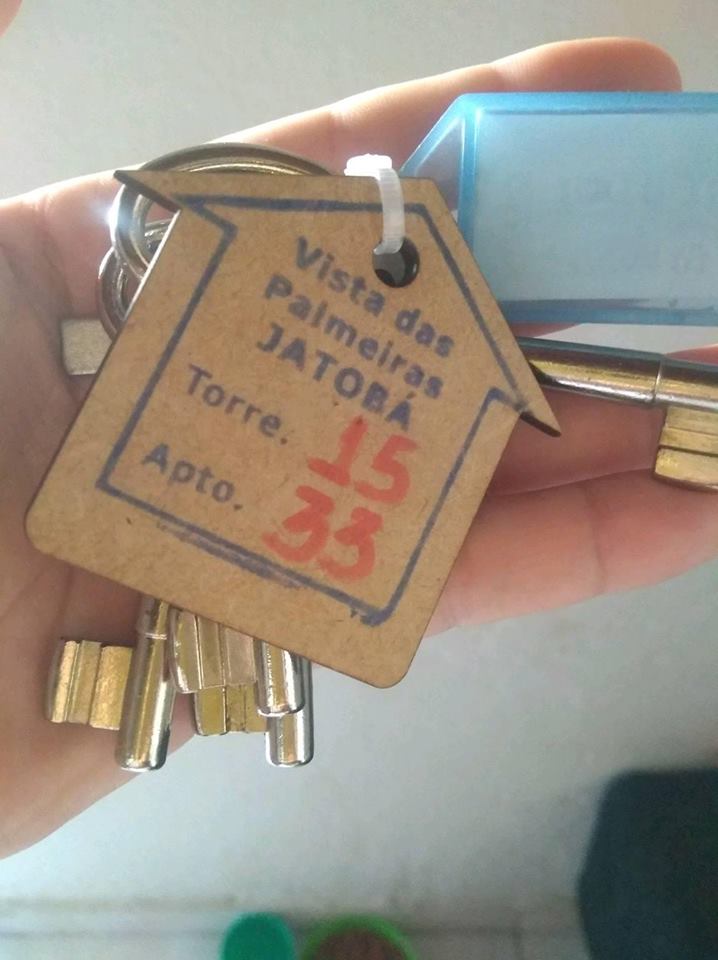 Vista das
Palmeiras
JATOBÁ
Torre. 15
Apto. 33